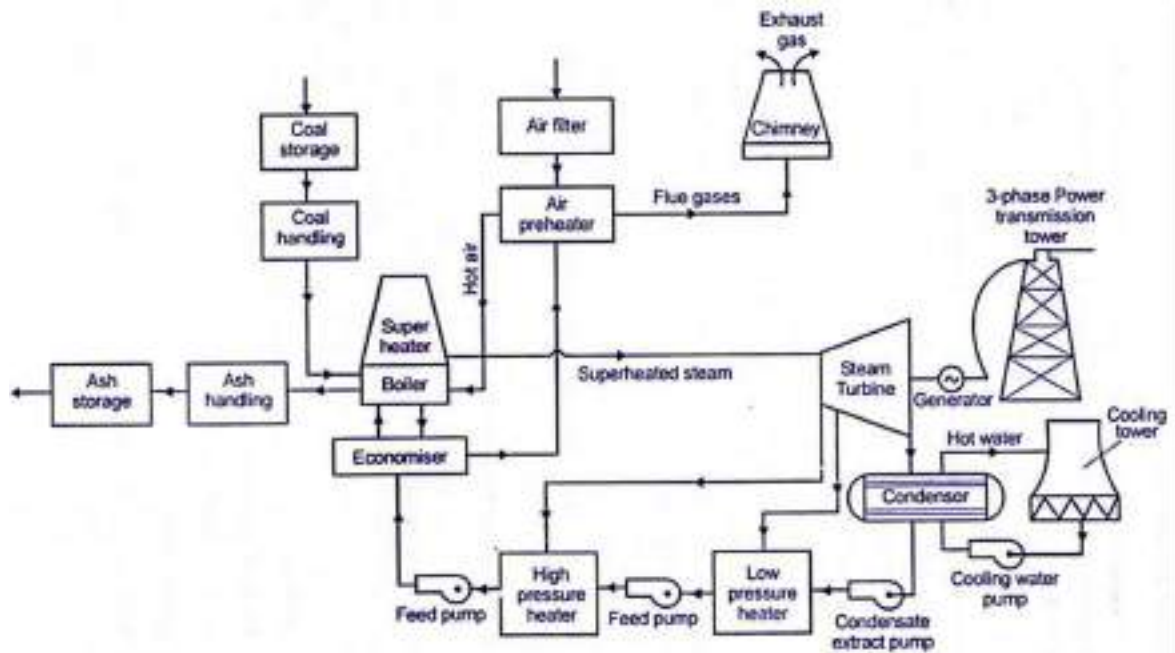 Exhaust
gas
Chimney
Air filter
Coal
storage
Coal
handling
Air
preheater
Flue gases
Hot air
3-phase Power
transmission
tower
Super
heater
Boiler
Superheated steam
Steam
Turbine
Generator
Ash
storage
Ash
handling
Economiser
Hot water
Cooling
tower
Condensor
Cooling water
pump
Feed pump
High
pressure
heater
Feed pump
Low
pressure
heater
Condensate
extract pump